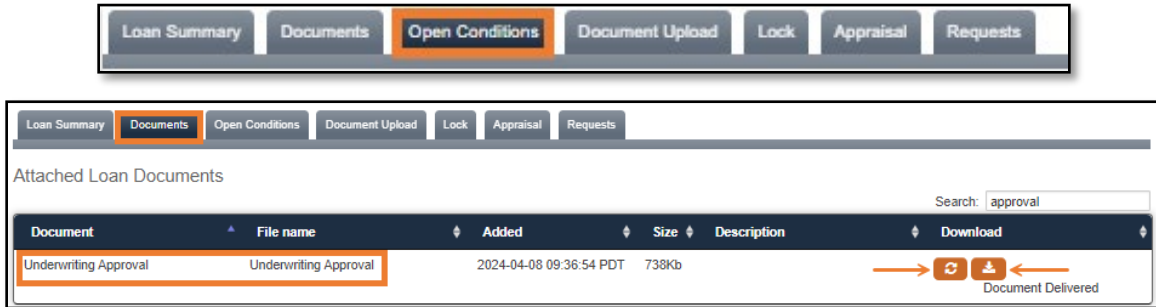 Loan Summary Documents Open Conditions Document Upload Lock Appraisal Requests
Loan Summary Documents Open Conditions Document Upload Lock Appraisal Requests
Attached Loan Documents
Search: approval
Document File name Added Size Description Download
Underwriting Approval Underwriting Approval 2024-04-08 09:36:54 PDT 738Kb
Document Delivered